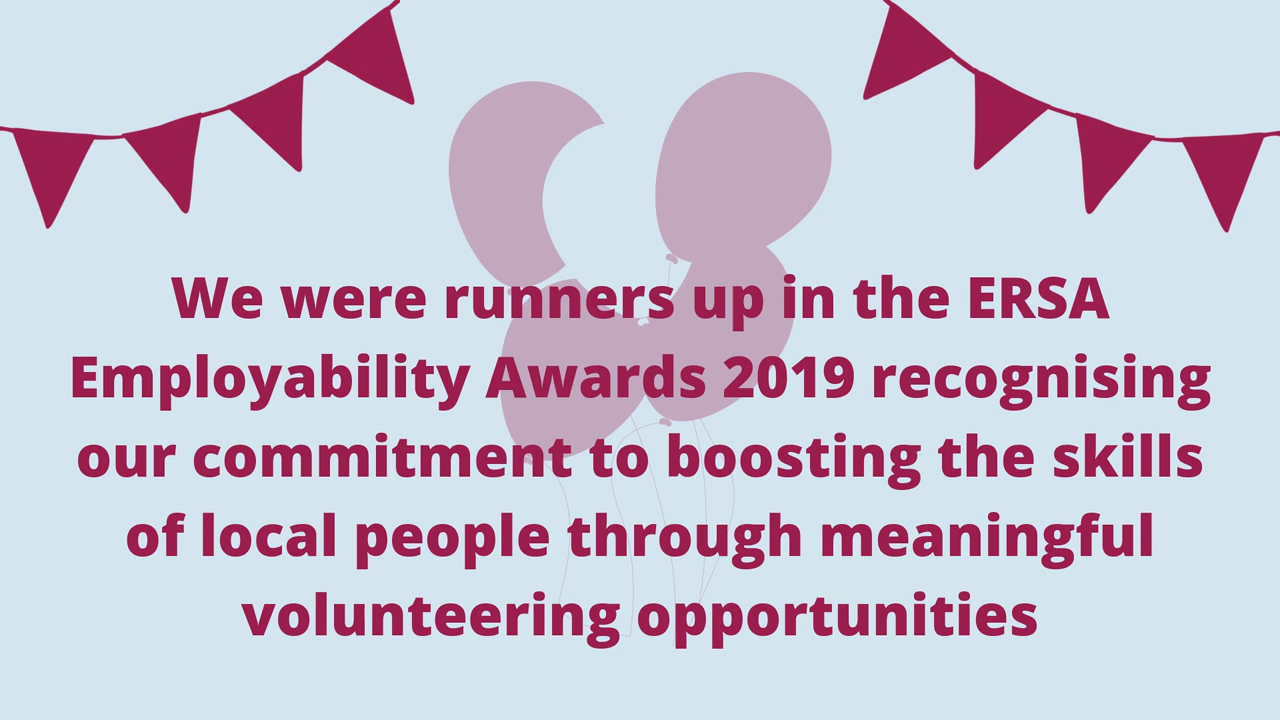 We were runners up in the ERSA
Employability Awards 2019 recognising
our commitment to boosting the skills
of local people through meaningful
volunteering opportunities